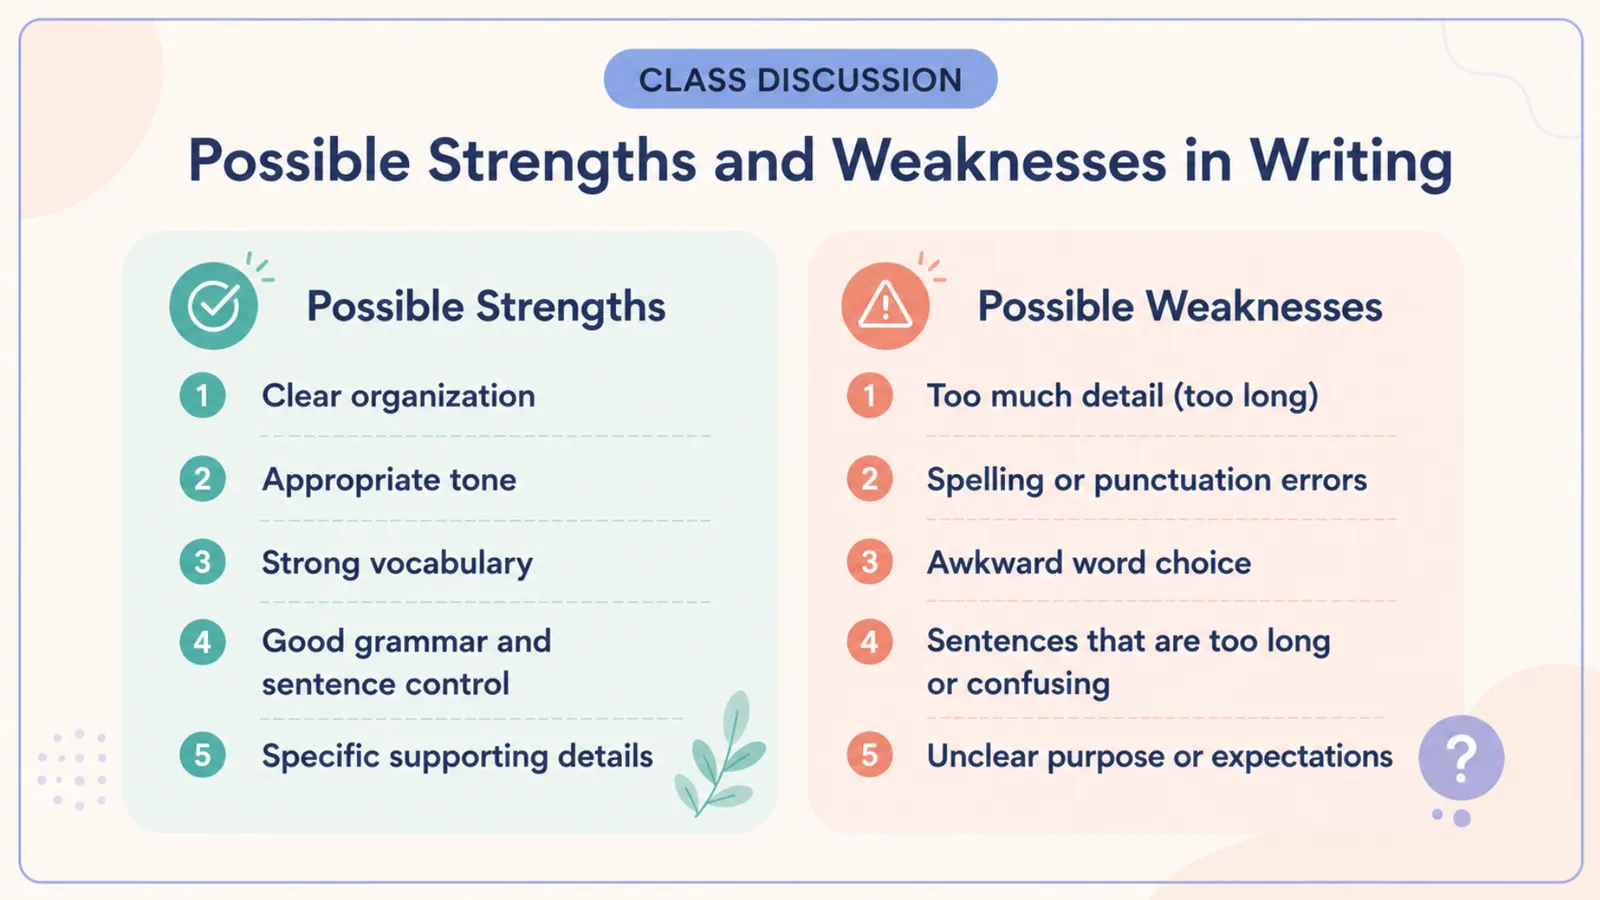 CLASS DISCUSSION
Possible Strengths and Weaknesses in Writing
Possible Strengths
1 Clear organization
2 Appropriate tone
3 Strong vocabulary
4 Good grammar and
sentence control
5 Specific supporting details
Possible Weaknesses
1 Too much detail (too long)
2 Spelling or punctuation errors
3 Awkward word choice
4 Sentences that are too long
or confusing
5 Unclear purpose or expectations
?